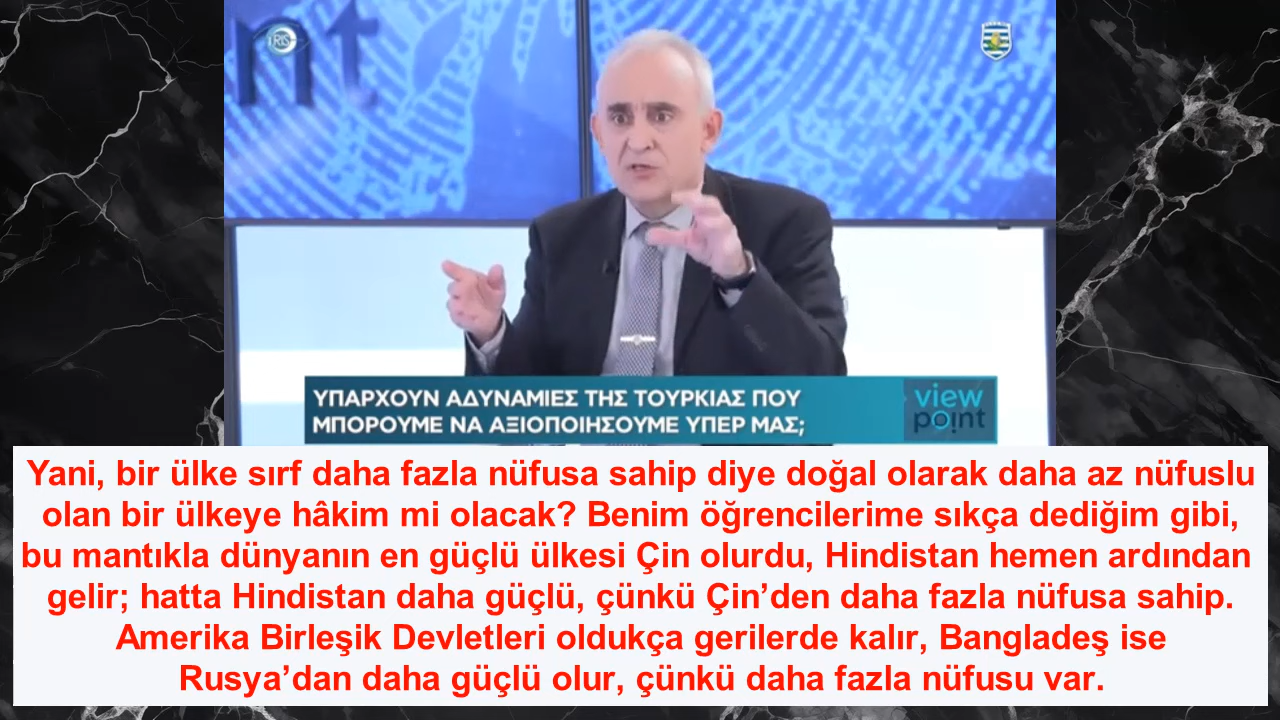 nt
RIS
ΥΠΑΡΧΟΥΝ ΑΔΥΝΑΜΙΕΣ ΤΗΣ ΤΟΥΡΚΙΑΣ ΠΟΥ
ΜΠΟΡΟΥΜΕ ΝΑ ΑΞΙΟΠΟΙΗΣΟΥΜΕ ΥΠΕΡ ΜΑΣ;
view
point
Yani, bir ülke sırf daha fazla nüfusa sahip diye doğal olarak daha az nüfuslu
olan bir ülkeye hâkim mi olacak? Benim öğrencilerime sıkça dediğim gibi,
bu mantıkla dünyanın en güçlü ülkesi Çin olurdu, Hindistan hemen ardından
gelir; hatta Hindistan daha güçlü, çünkü Çin’den daha fazla nüfusa sahip.
Amerika Birleşik Devletleri oldukça gerilerde kalır, Bangladeş ise
Rusya’dan daha güçlü olur, çünkü daha fazla nüfusu var.